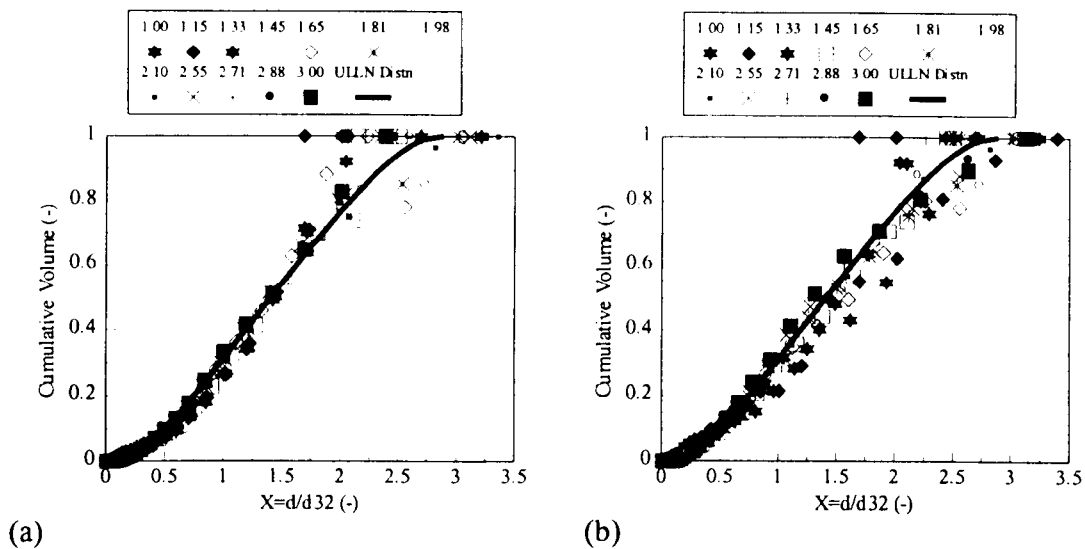 1 00 1 15 1 33 1 45 1 65 1 81 1 98
2 10 2 55 2 71 2 88 3 00 ULLN Distn
1
0.8
0.6
0.4
0.2
0
Cumulative Volume (-)
0 0.5 1 1.5 2 2.5 3 3.5
X=d/d32 (-)
(a)
1 00 1 15 1 33 1 45 1 65 1 81 1 98
2 10 2 55 2 71 2 88 3 00 ULLN Distn
1
0.8
0.6
0.4
0.2
0
Cumulative Volume (-)
0 0.5 1 1.5 2 2.5 3 3.5
X=d/d32 (-)
(b)